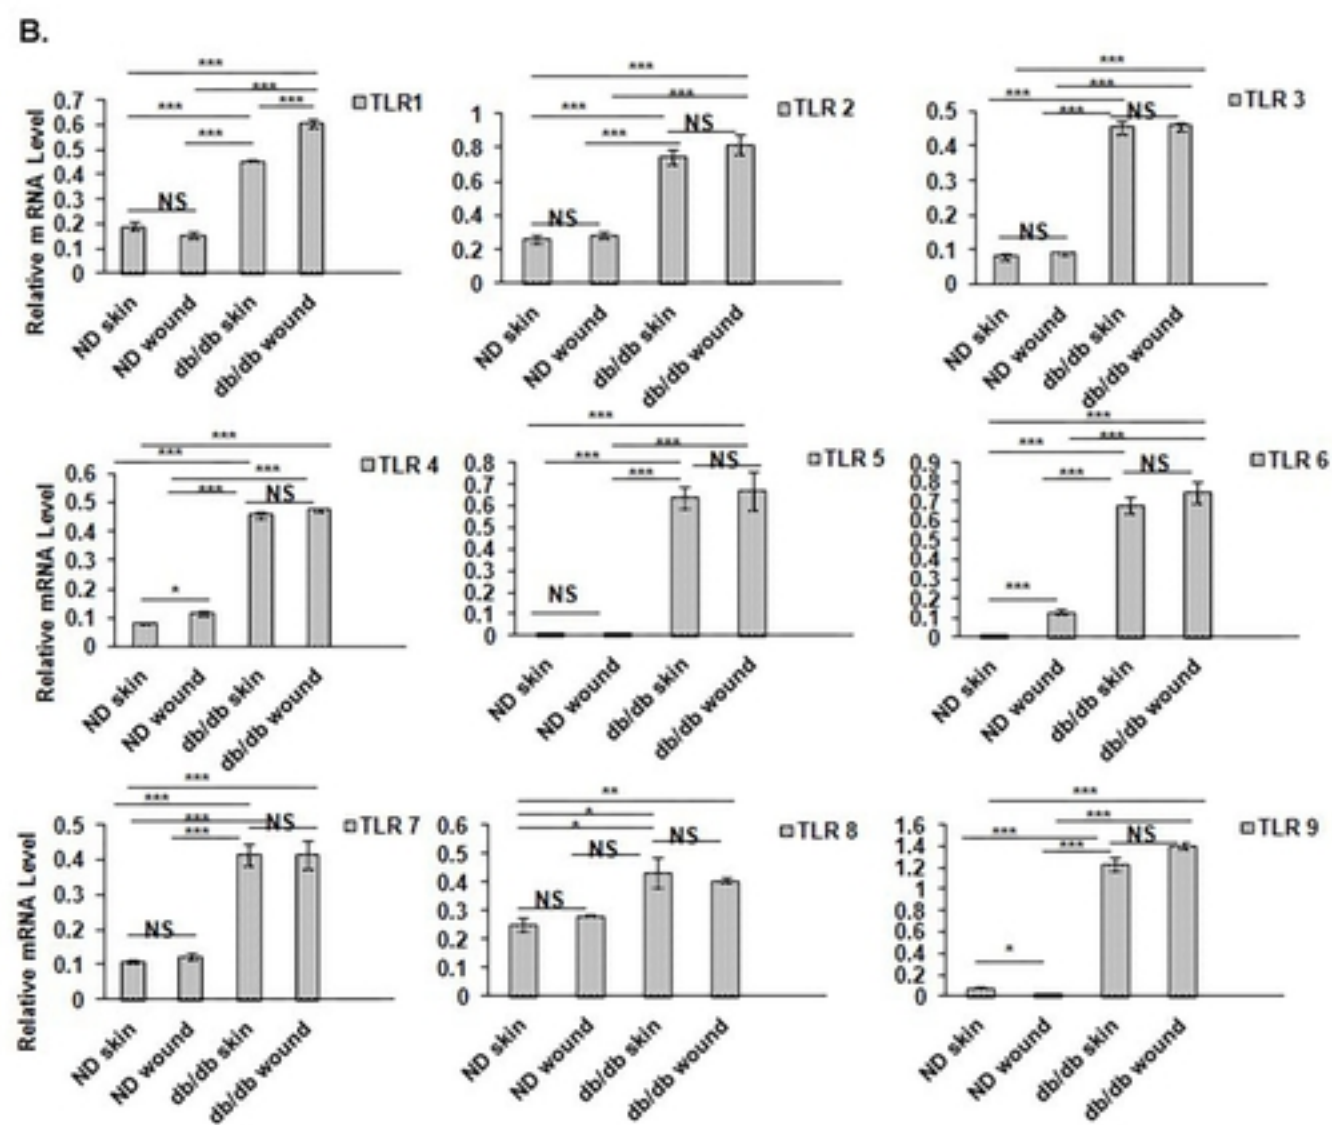 B.
***
***
***
***
***
NS
TLR1
Relative mRNA Level
0.7
0.6
0.5
0.4
0.3
0.2
0.1
0
ND skin
ND wound
db/db skin
db/db wound
***
***
***
***
NS
NS
TLR 2
1
0.8
0.6
0.4
0.2
0
ND skin
ND wound
db/db skin
db/db wound
***
***
***
***
NS
NS
TLR 3
0.5
0.4
0.3
0.2
0.1
0
ND skin
ND wound
db/db skin
db/db wound
***
***
***
***
NS
*
TLR 4
Relative mRNA Level
0.6
0.5
0.4
0.3
0.2
0.1
0
ND skin
ND wound
db/db skin
db/db wound
***
***
***
***
NS
NS
TLR 5
0.8
0.7
0.6
0.5
0.4
0.3
0.2
0.1
0
ND skin
ND wound
db/db skin
db/db wound
***
***
***
***
NS
***
TLR 6
0.9
0.8
0.7
0.6
0.5
0.4
0.3
0.2
0.1
0
ND skin
ND wound
db/db skin
db/db wound
***
***
***
***
NS
NS
TLR 7
Relative mRNA Level
0.5
0.4
0.3
0.2
0.1
0
ND skin
ND wound
db/db skin
db/db wound
**
*
*
NS
NS
NS
TLR 8
0.6
0.5
0.4
0.3
0.2
0.1
0
ND skin
ND wound
db/db skin
db/db wound
***
***
***
***
NS
*
TLR 9
1.6
1.4
1.2
1
0.8
0.6
0.4
0.2
0
ND skin
ND wound
db/db skin
db/db wound